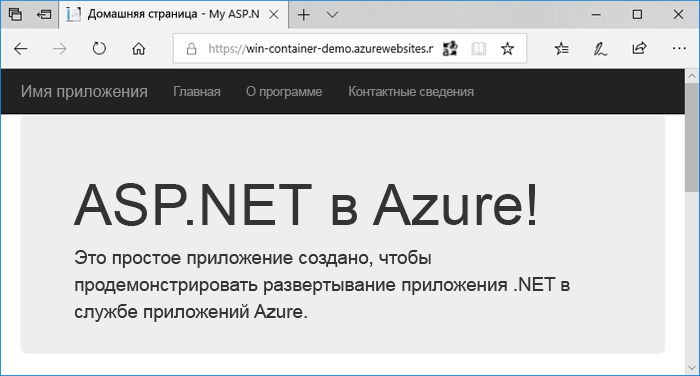 Домашняя страница - My ASP.N
https://win-container-demo.azurewebsites.r
Имя приложения Главная О программе Контактные сведения
ASP.NET в Azure!
Это простое приложение создано, чтобы
продемонстрировать развертывание приложения .NET в
службе приложений Azure.